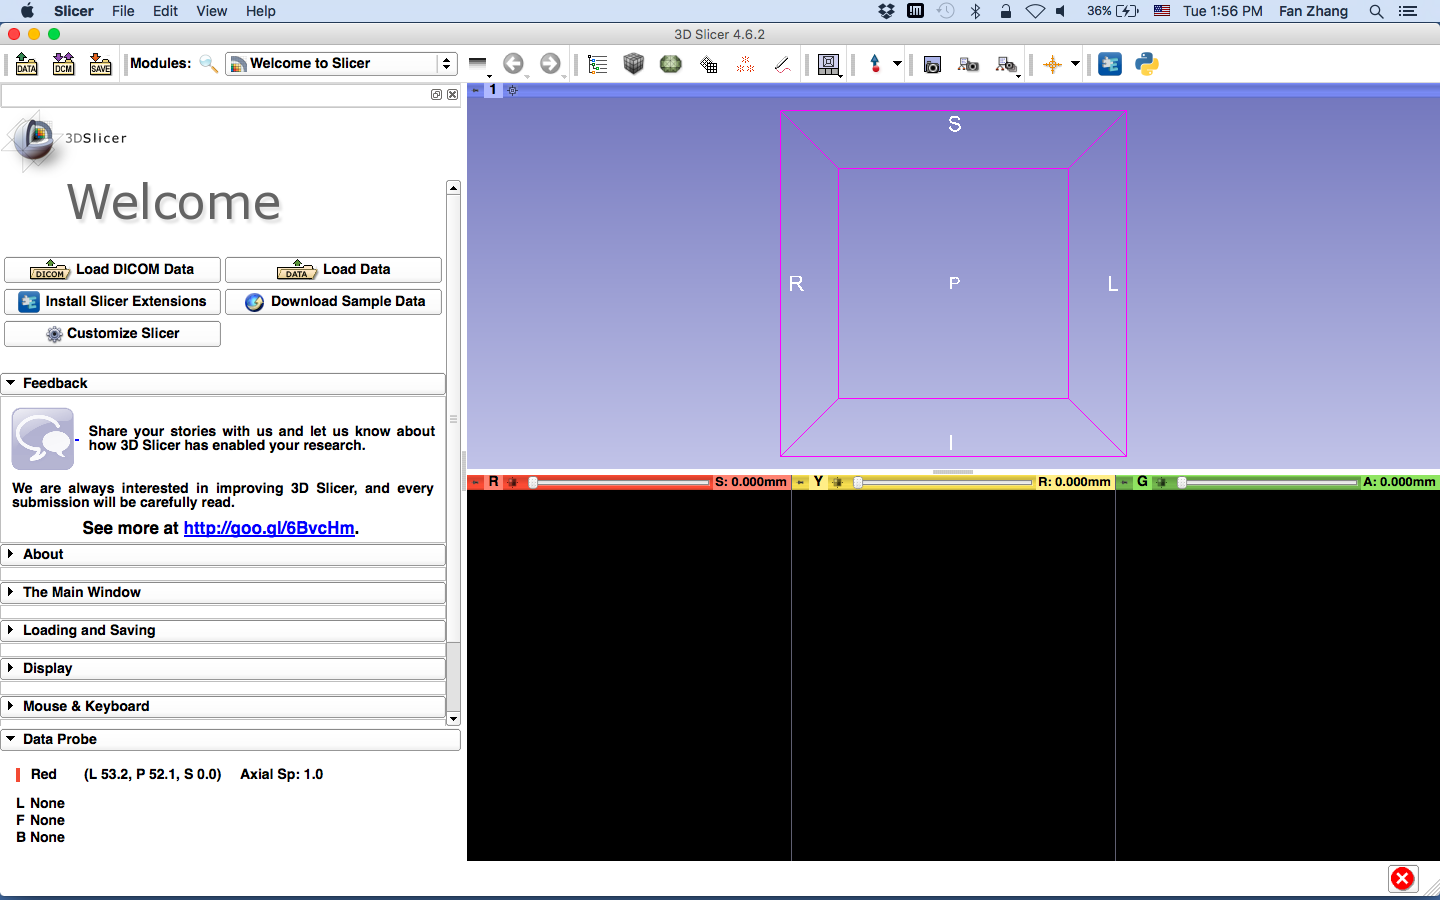 Slicer File Edit View Help 36% Tue 1:56 PM Fan Zhang
3D Slicer 4.6.2
DATA DCM SAVE Modules: Welcome to Slicer
1
3DSlicer
Welcome
DICOM Load DICOM Data DATA Load Data
Install Slicer Extensions Download Sample Data
Customize Slicer
Feedback
Share your stories with us and let us know about
how 3D Slicer has enabled your research.
We are always interested in improving 3D Slicer, and every
submission will be carefully read.
See more at http://goo.gl/6BvcHm.
About
The Main Window
Loading and Saving
Display
Mouse & Keyboard
Data Probe
Red (L 53.2, P 52.1, S 0.0) Axial Sp: 1.0
L None
F None
B None
S
R P L
I
R S: 0.000mm Y R: 0.000mm G A: 0.000mm